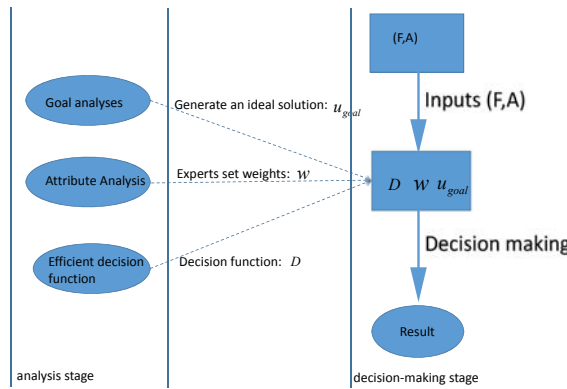 (F,A)
Inputs (F,A)
Goal analyses
Generate an ideal solution: u_goal
Attribute Analysis
Experts set weights: w
D w u_goal
Efficient decision
function
Decision function: D
Decision making
Result
analysis stage
decision-making stage